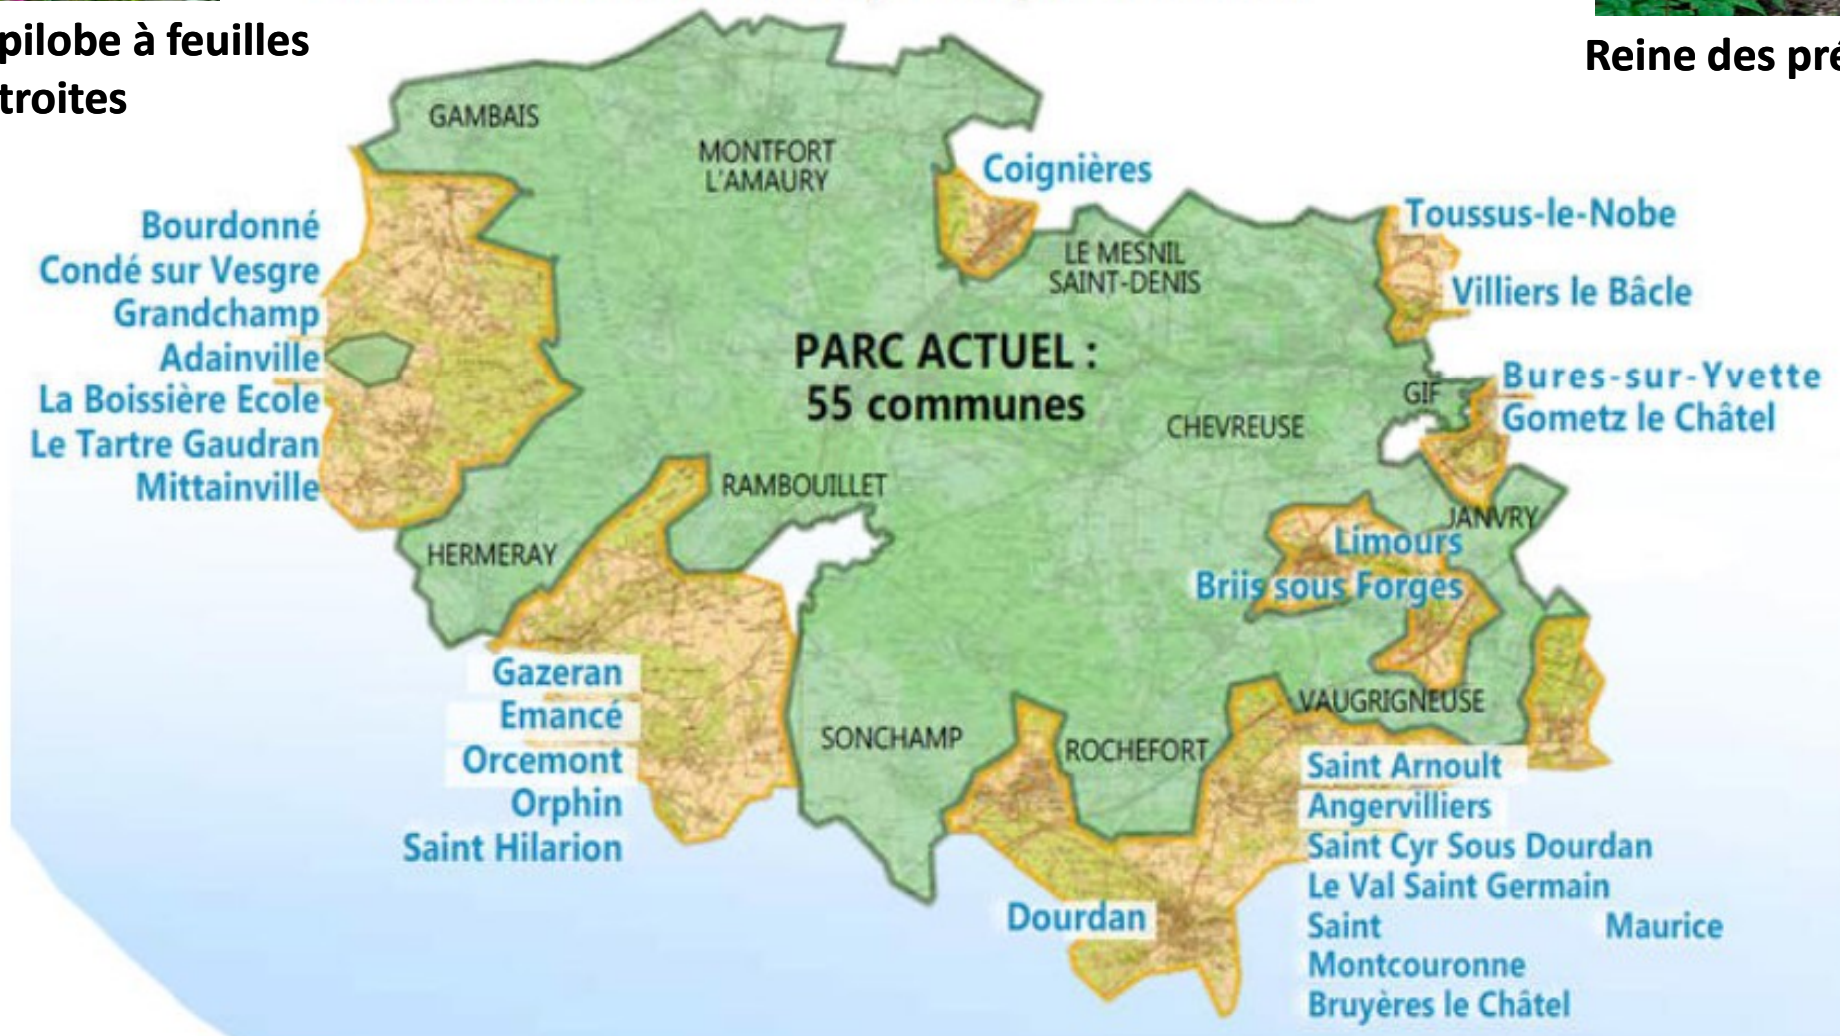 pilobe à feuilles
troites
Reine des pré
GAMBAIS
MONTFORT
L'AMAURY
Coignières
Toussus-le-Nobe
Villiers le Bâcle
LE MESNIL
SAINT-DENIS
Bourdonné
Condé sur Vesgre
Grandchamp
Adainville
La Boissière Ecole
Le Tartre Gaudran
Mittainville
PARC ACTUEL :
55 communes
GIF
Bures-sur-Yvette
Gometz le Châtel
CHEVREUSE
RAMBOUILLET
JANVRY
HERMERAY
Limours
Briis sous Forges
Gazeran
Emancé
Orcemont
Orphin
Saint Hilarion
SONCHAMP
ROCHEFORT
VAUGRIGNEUSE
Dourdan
Saint Arnoult
Angervilliers
Saint Cyr Sous Dourdan
Le Val Saint Germain
Saint Maurice
Montcouronne
Bruyères le Châtel